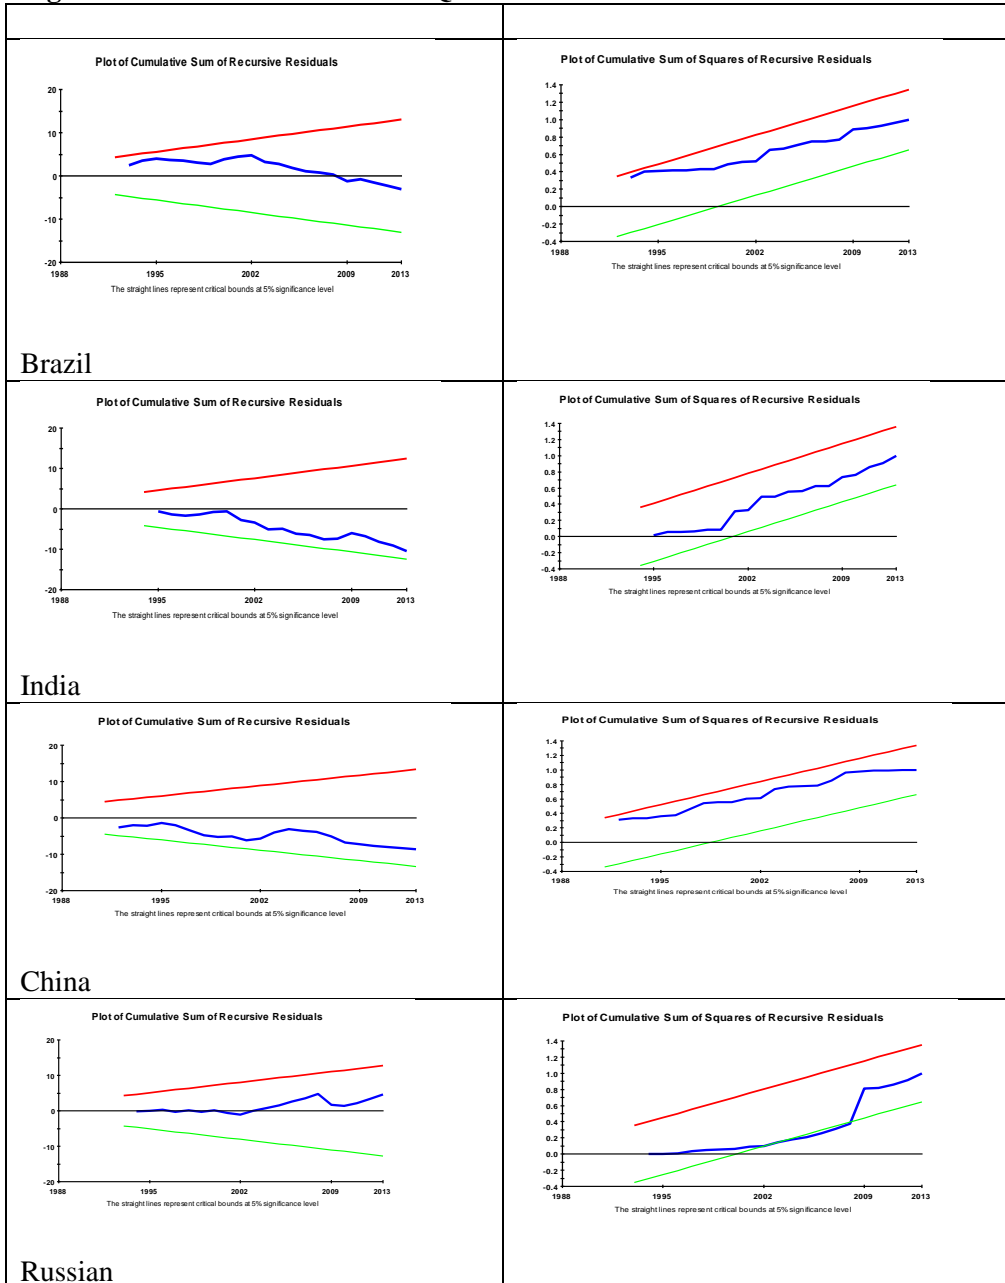 Plot of Cumulative Sum of Recursive Residuals
20
10
0
-10
-20
1988 1995 2002 2009 2013
The straight lines represent critical bounds at 5% significance level
Plot of Cumulative Sum of Squares of Recursive Residuals
1.4
1.2
1.0
0.8
0.6
0.4
0.2
0.0
-0.2
-0.4
1988 1995 2002 2009 2013
The straight lines represent critical bounds at 5% significance level
Brazil
Plot of Cumulative Sum of Recursive Residuals
20
10
0
-10
-20
1988 1995 2002 2009 2013
The straight lines represent critical bounds at 5% significance level
Plot of Cumulative Sum of Squares of Recursive Residuals
1.4
1.2
1.0
0.8
0.6
0.4
0.2
0.0
-0.2
-0.4
1988 1995 2002 2009 2013
The straight lines represent critical bounds at 5% significance level
India
Plot of Cumulative Sum of Recursive Residuals
20
10
0
-10
-20
1988 1995 2002 2009 2013
The straight lines represent critical bounds at 5% significance level
Plot of Cumulative Sum of Squares of Recursive Residuals
1.4
1.2
1.0
0.8
0.6
0.4
0.2
0.0
-0.2
-0.4
1988 1995 2002 2009 2013
The straight lines represent critical bounds at 5% significance level
China
Plot of Cumulative Sum of Recursive Residuals
20
10
0
-10
-20
1988 1995 2002 2009 2013
The straight lines represent critical bounds at 5% significance level
Plot of Cumulative Sum of Squares of Recursive Residuals
1.4
1.2
1.0
0.8
0.6
0.4
0.2
0.0
-0.2
-0.4
1988 1995 2002 2009 2013
The straight lines represent critical bounds at 5% significance level
Russian